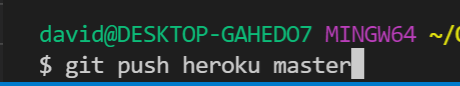 david@DESKTOP-GAHEDO7 MINGW64 ~/
$ git push heroku master